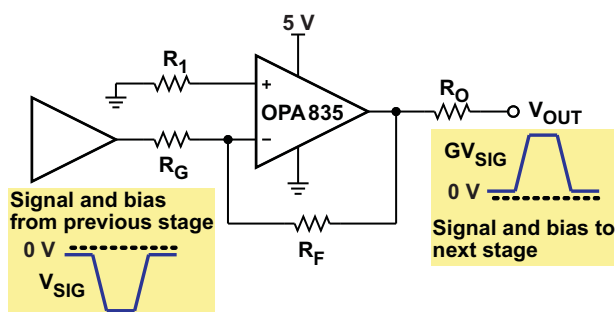 5 V
R1
+
OPA835
−
RG
RO
VOUT
GVSIG
0 V
Signal and bias to
next stage
Signal and bias
from previous stage
0 V
VSIG
RF